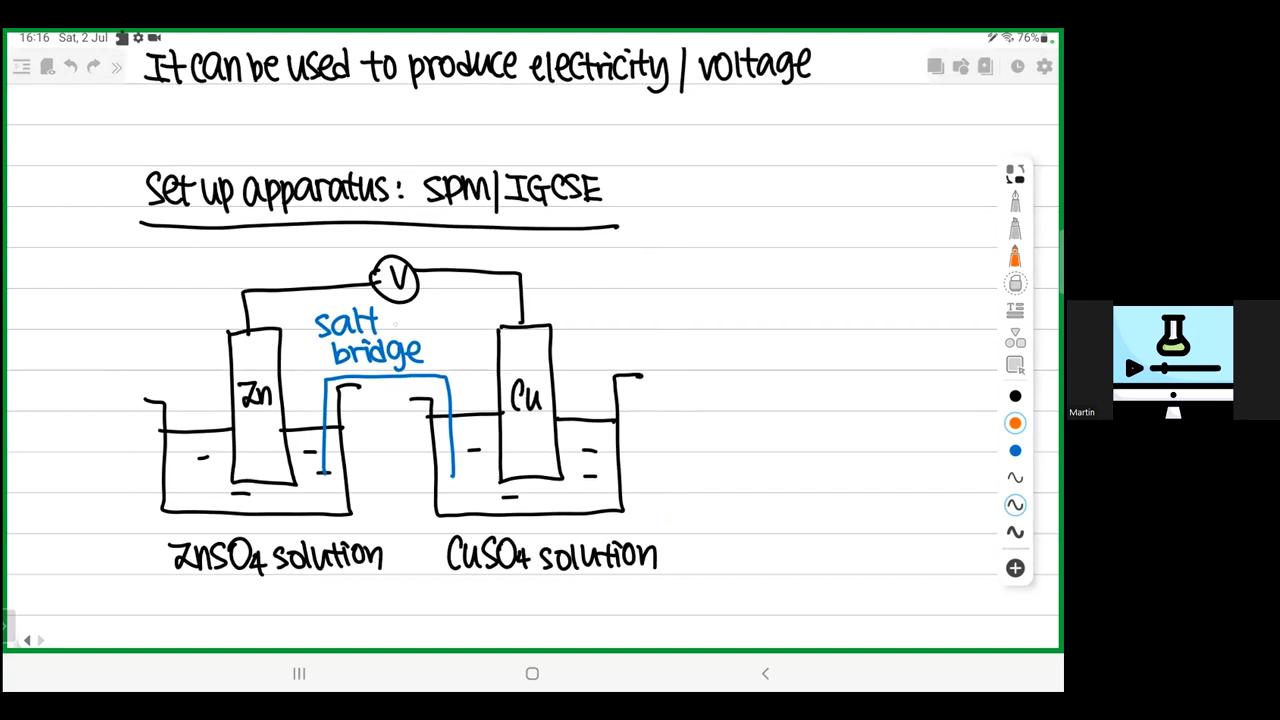 16:16 Sat, 2 Jul
76%
It can be used to produce electricity / voltage
Set up apparatus: SPM/IGCSE
V
salt
bridge
Zn
Cu
ZnSO4 solution
CuSO4 solution
Martin